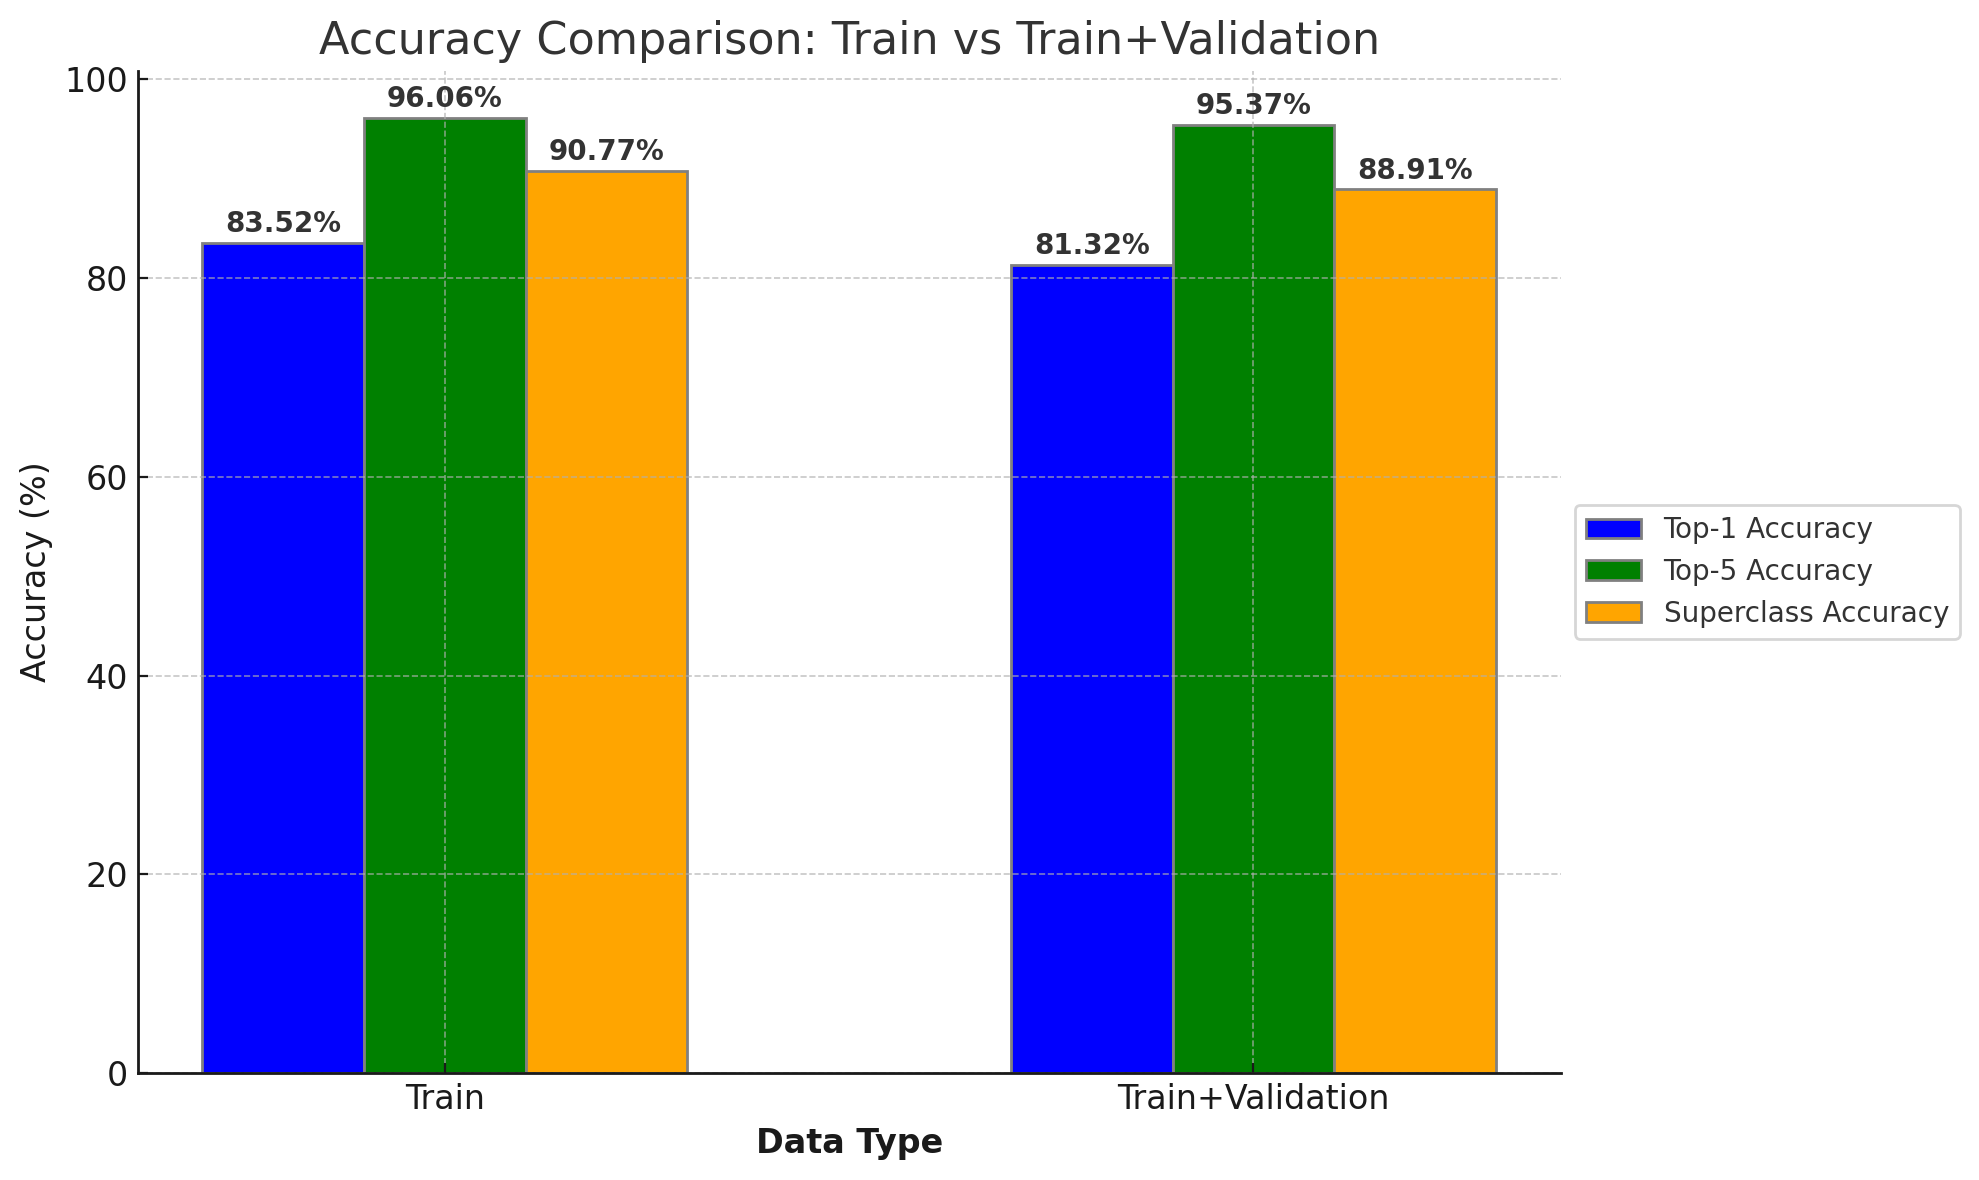 Accuracy Comparison: Train vs Train+Validation
Accuracy (%)
100
80
60
40
20
0
83.52%
96.06%
90.77%
81.32%
95.37%
88.91%
Train
Train+Validation
Data Type
Top-1 Accuracy
Top-5 Accuracy
Superclass Accuracy